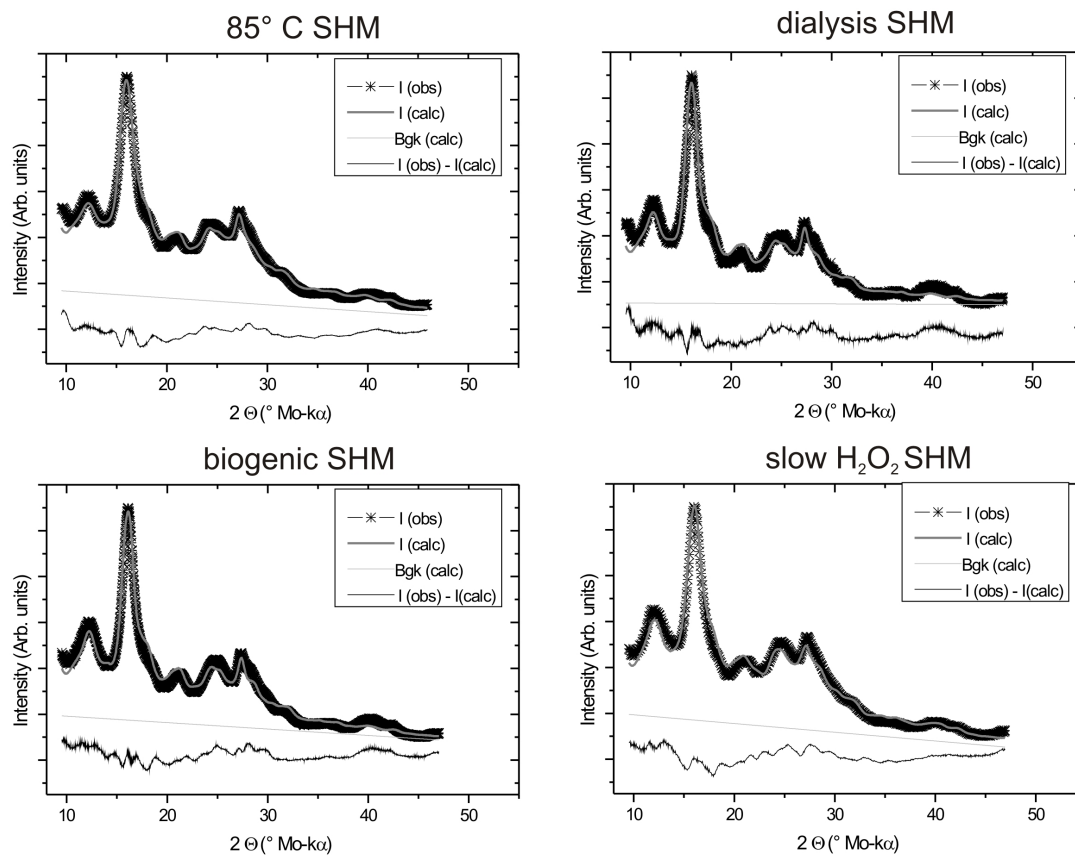 85° C SHM
I (obs)
I (calc)
Bgk (calc)
I (obs) - I(calc)
Intensity (Arb. units)
10 20 30 40 50
2 Θ (° Mo-kα)
dialysis SHM
I (obs)
I (calc)
Bgk (calc)
I (obs) - I(calc)
Intensity (Arb. units)
10 20 30 40 50
2 Θ (° Mo-kα)
biogenic SHM
I (obs)
I (calc)
Bgk (calc)
I (obs) - I(calc)
Intensity (Arb. units)
10 20 30 40 50
2 Θ (° Mo-kα)
slow H₂O₂ SHM
I (obs)
I (calc)
Bgk (calc)
I (obs) - I(calc)
Intensity (Arb. units)
10 20 30 40 50
2 Θ (° Mo-kα)